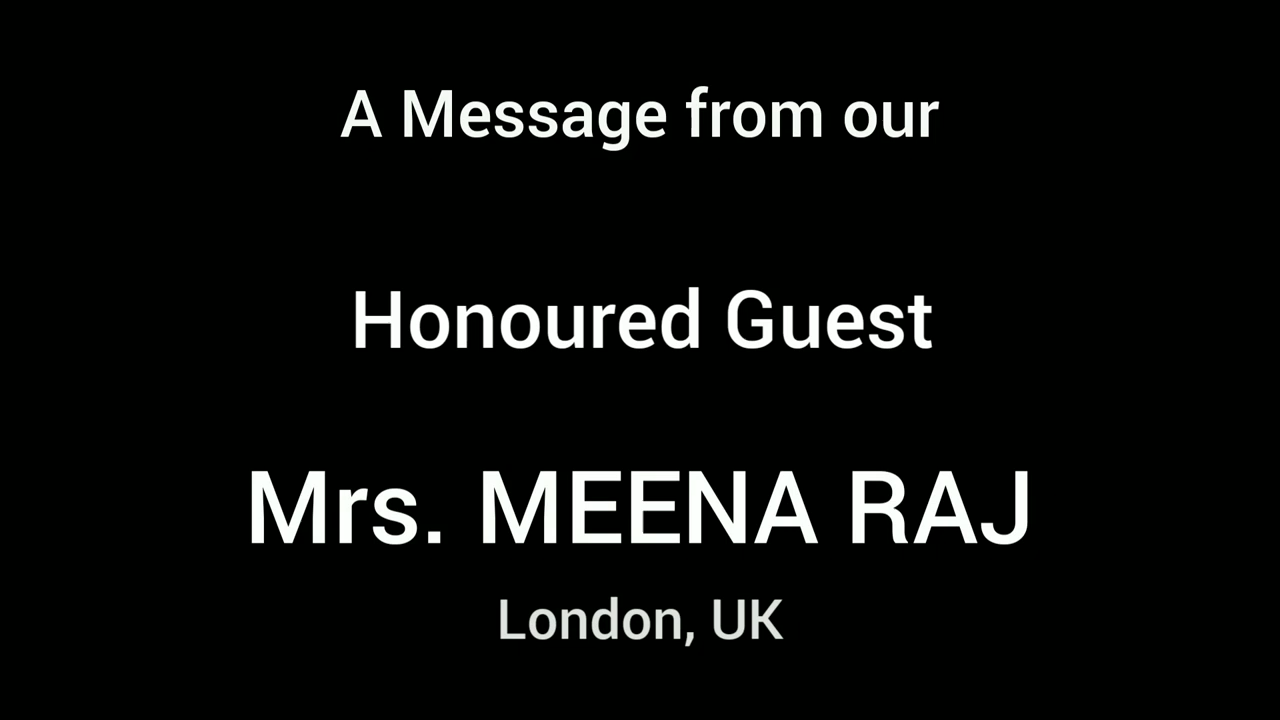 A Message from our
Honoured Guest
Mrs. MEENA RAJ
London, UK